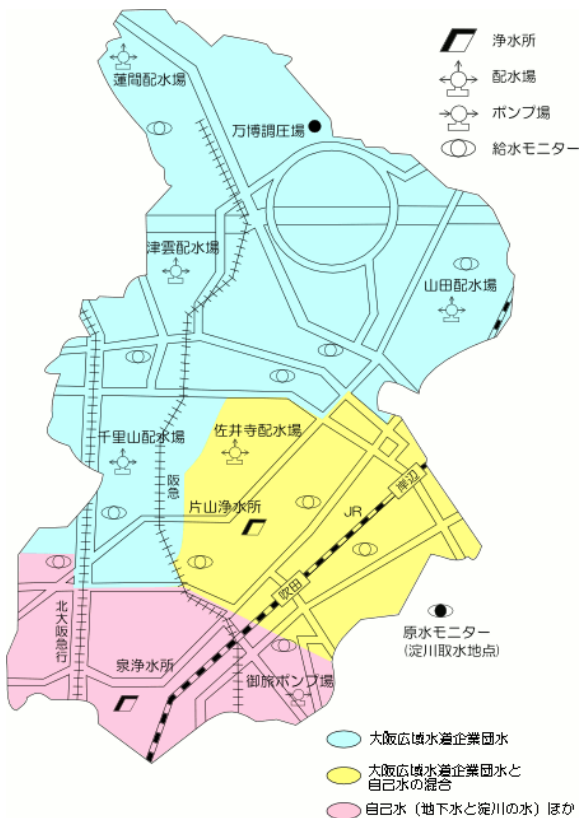 浄水所
配水場
ポンプ場
給水モニター
蓮間配水場
万博調圧場
津雲配水場
山田配水場
千里山配水場
佐井寺配水場
阪急
片山浄水所
JR
岸辺
吹田
北大阪急行
原水モニター
(淀川取水地点)
泉浄水所
御旅ポンプ場
大阪広域水道企業団水
大阪広域水道企業団水と
自己水の混合
自己水（地下水と淀川の水）ほか